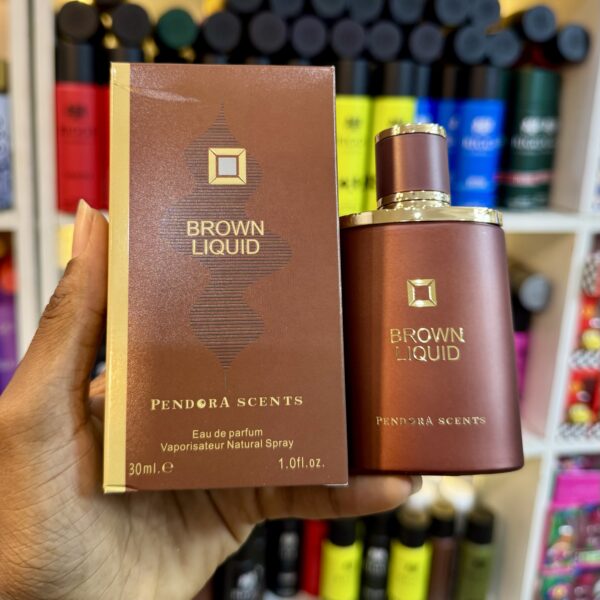 BROWN
LIQUID
PENDORA SCENTS
Eau de parfum
Vaporisateur Natural Spray
30ml.℮ 1.0fl.oz.
BROWN
LIQUID
PENDORA SCENTS